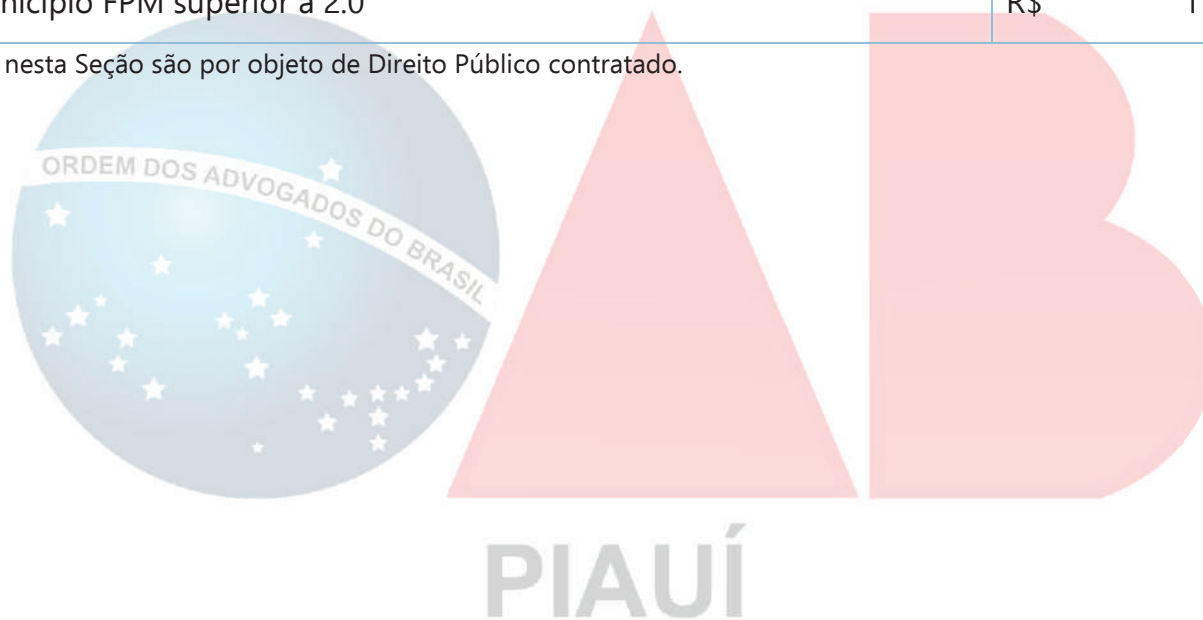 FPM superior a 2.0 R$
nesta Seção são por objeto de Direito Público contratado.
ORDEM DOS ADVOGADOS DO BRASIL
PIAUÍ